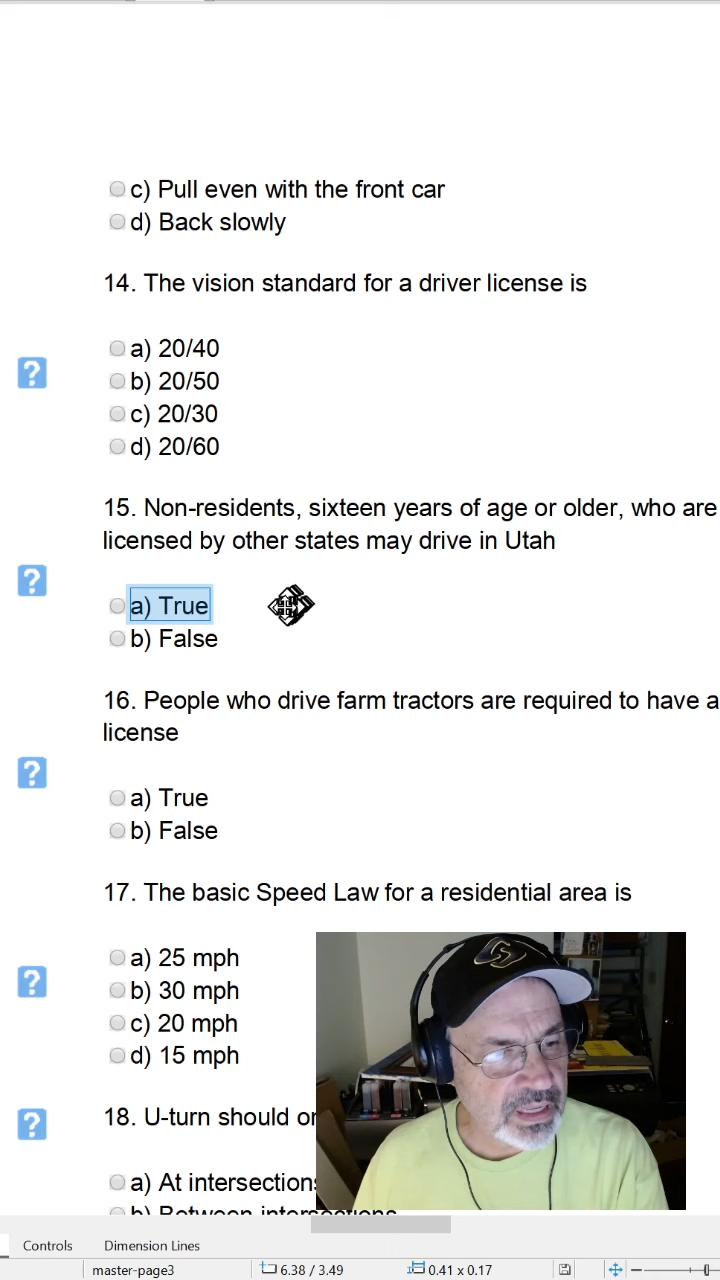 c) Pull even with the front car
d) Back slowly
14. The vision standard for a driver license is
a) 20/40
?
b) 20/50
c) 20/30
d) 20/60
15. Non-residents, sixteen years of age or older, who are
licensed by other states may drive in Utah
?
a) True
b) False
16. People who drive farm tractors are required to have a
license
?
a) True
b) False
17. The basic Speed Law for a residential area is
a) 25 mph
?
b) 30 mph
c) 20 mph
d) 15 mph
?
18. U-turn should
a) At intersections
b) Between intersections
Controls Dimension Lines
master-page3 6.38 / 3.49 0.41 x 0.17